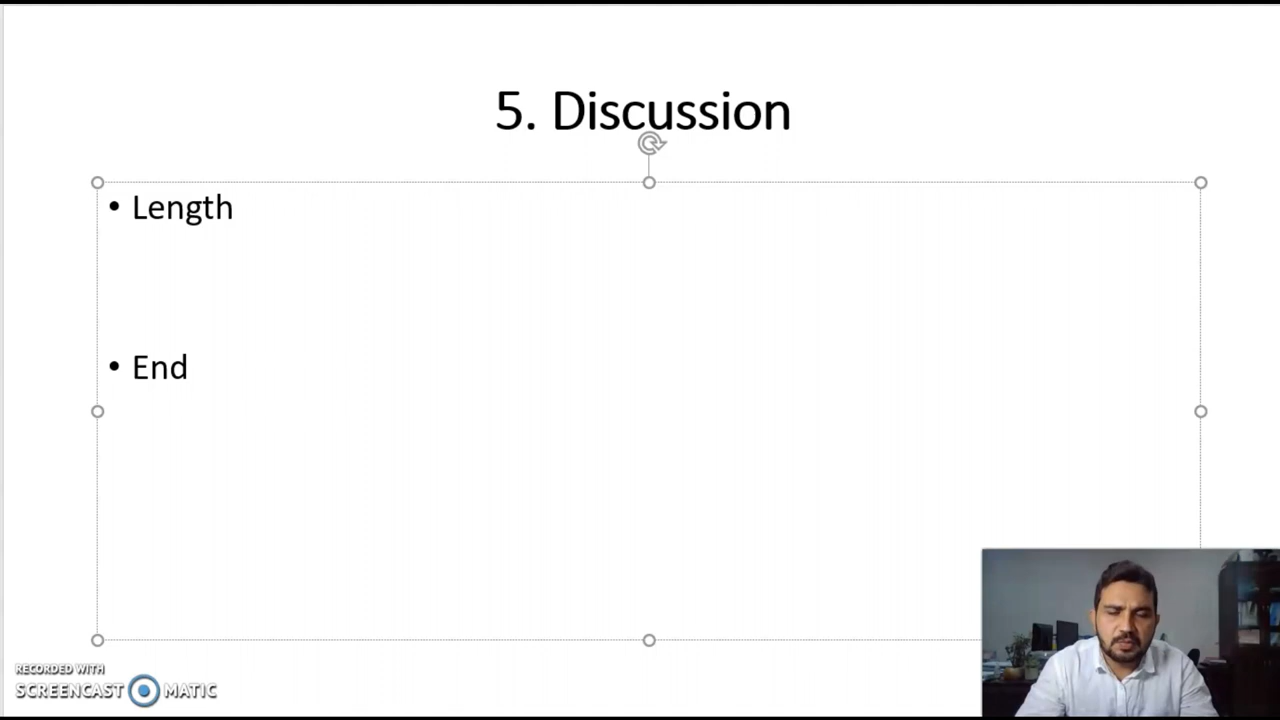 5. Discussion
• Length
• End
RECORDED WITH
SCREENCAST MATIC